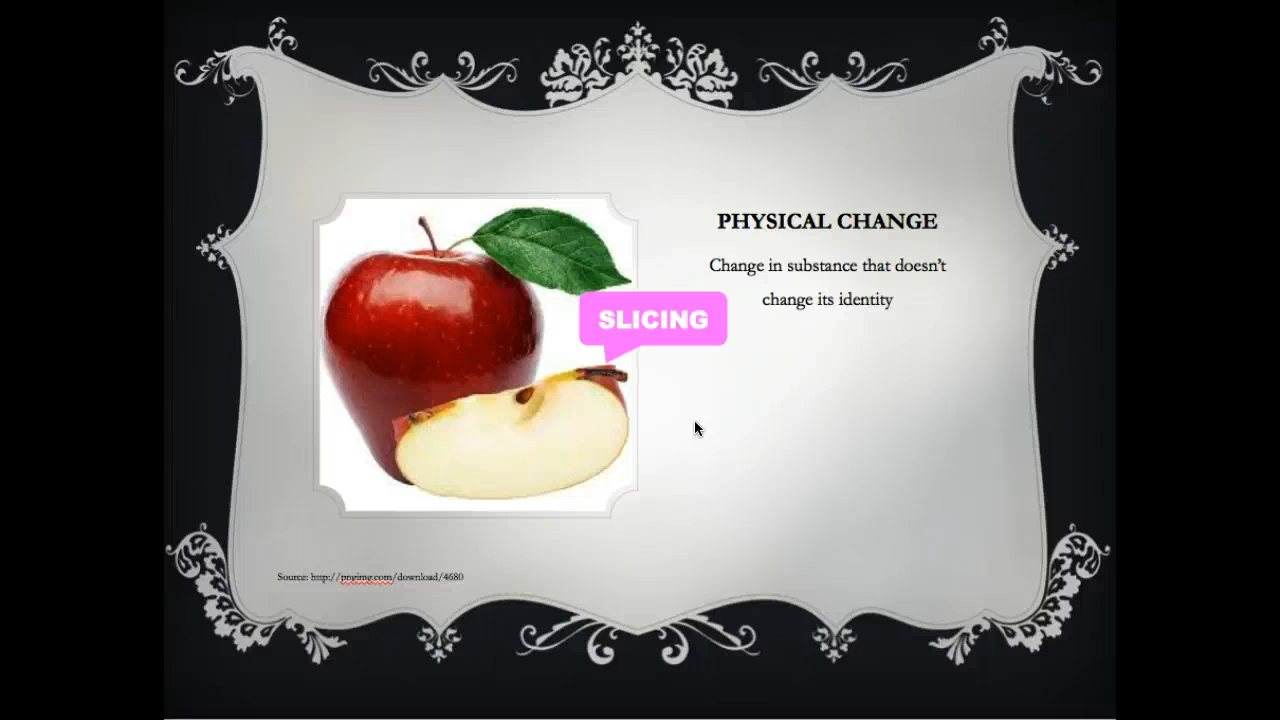 PHYSICAL CHANGE
Change in substance that doesn’t
change its identity
SLICING
Source: http://pngimg.com/download/4680